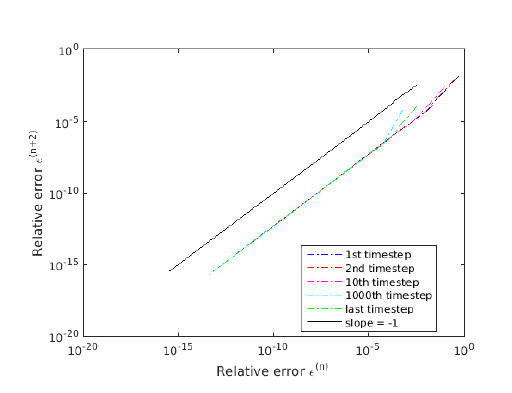 10^0
10^-5
10^-10
10^-15
10^-20
Relative error ϵ^(n+2)
1st timestep
2nd timestep
10th timestep
1000th timestep
last timestep
slope = -1
10^-20 10^-15 10^-10 10^-5 10^0
Relative error ϵ^(n)